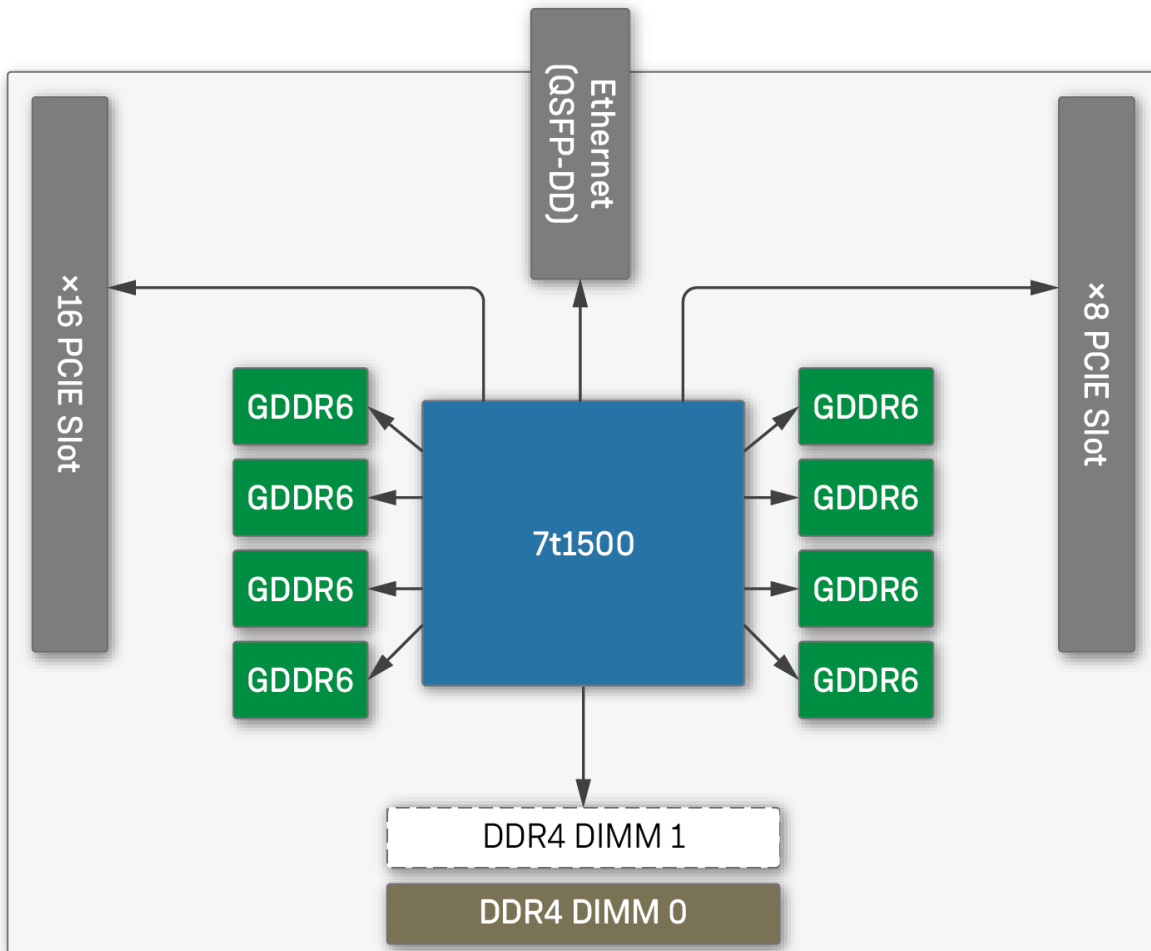 Ethernet
(QSFP-DD)
×16 PCIE Slot
×8 PCIE Slot
GDDR6
GDDR6
GDDR6
GDDR6
7t1500
GDDR6
GDDR6
GDDR6
GDDR6
DDR4 DIMM 1
DDR4 DIMM 0